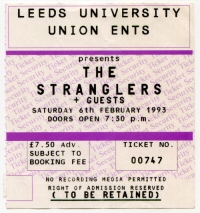 LEEDS UNIVERSITY
UNION ENTS
presents
THE
STRANGLERS
+ GUESTS
SATURDAY 6th FEBRUARY 1993
DOORS OPEN 7:30 p.m.
£7.50 Adv.
SUBJECT TO
BOOKING FEE
TICKET NO.
00747
NO RECORDING MEDIA PERMITTED
RIGHT OF ADMISSION RESERVED
( TO BE RETAINED)